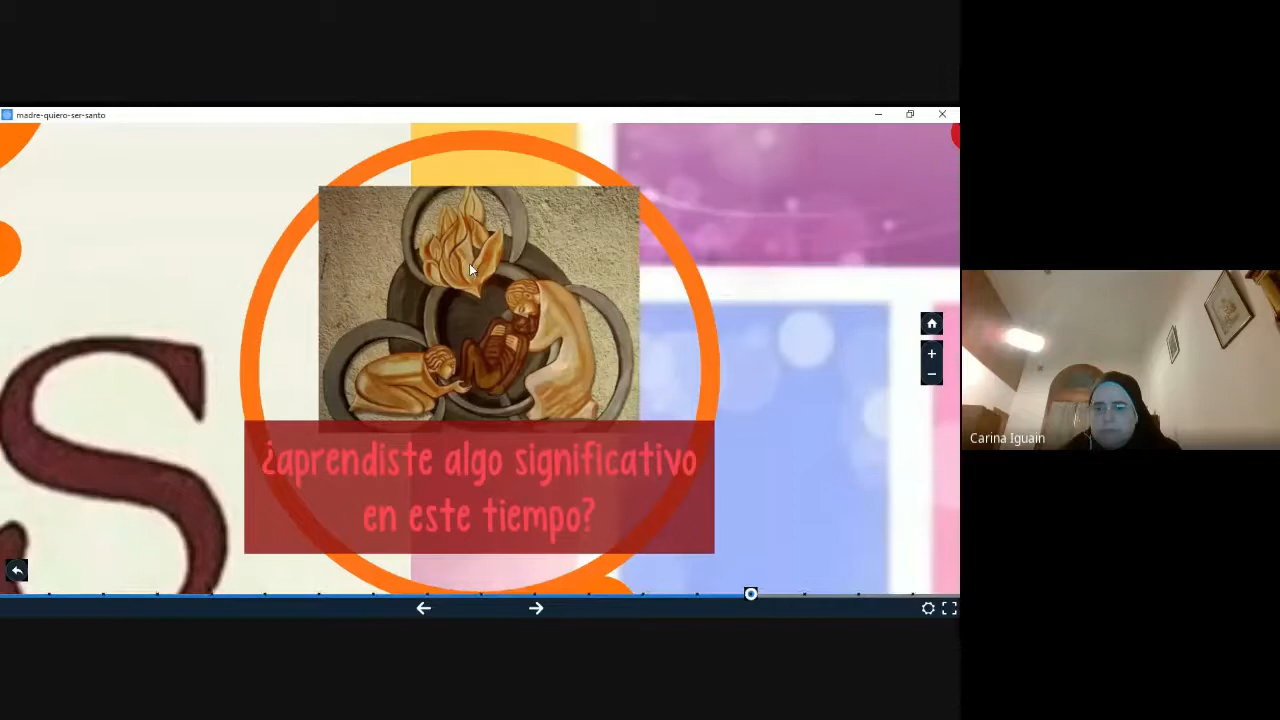 madre-quiero-ser-santo
S
¿aprendiste algo significativo
en este tiempo?
Carina Iguain